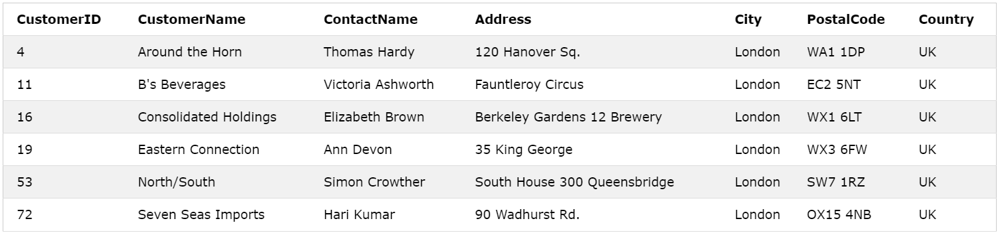 CustomerID CustomerName ContactName Address City PostalCode Country
4 Around the Horn Thomas Hardy 120 Hanover Sq. London WA1 1DP UK
11 B's Beverages Victoria Ashworth Fauntleroy Circus London EC2 5NT UK
16 Consolidated Holdings Elizabeth Brown Berkeley Gardens 12 Brewery London WX1 6LT UK
19 Eastern Connection Ann Devon 35 King George London WX3 6FW UK
53 North/South Simon Crowther South House 300 Queensbridge London SW7 1RZ UK
72 Seven Seas Imports Hari Kumar 90 Wadhurst Rd. London OX15 4NB UK